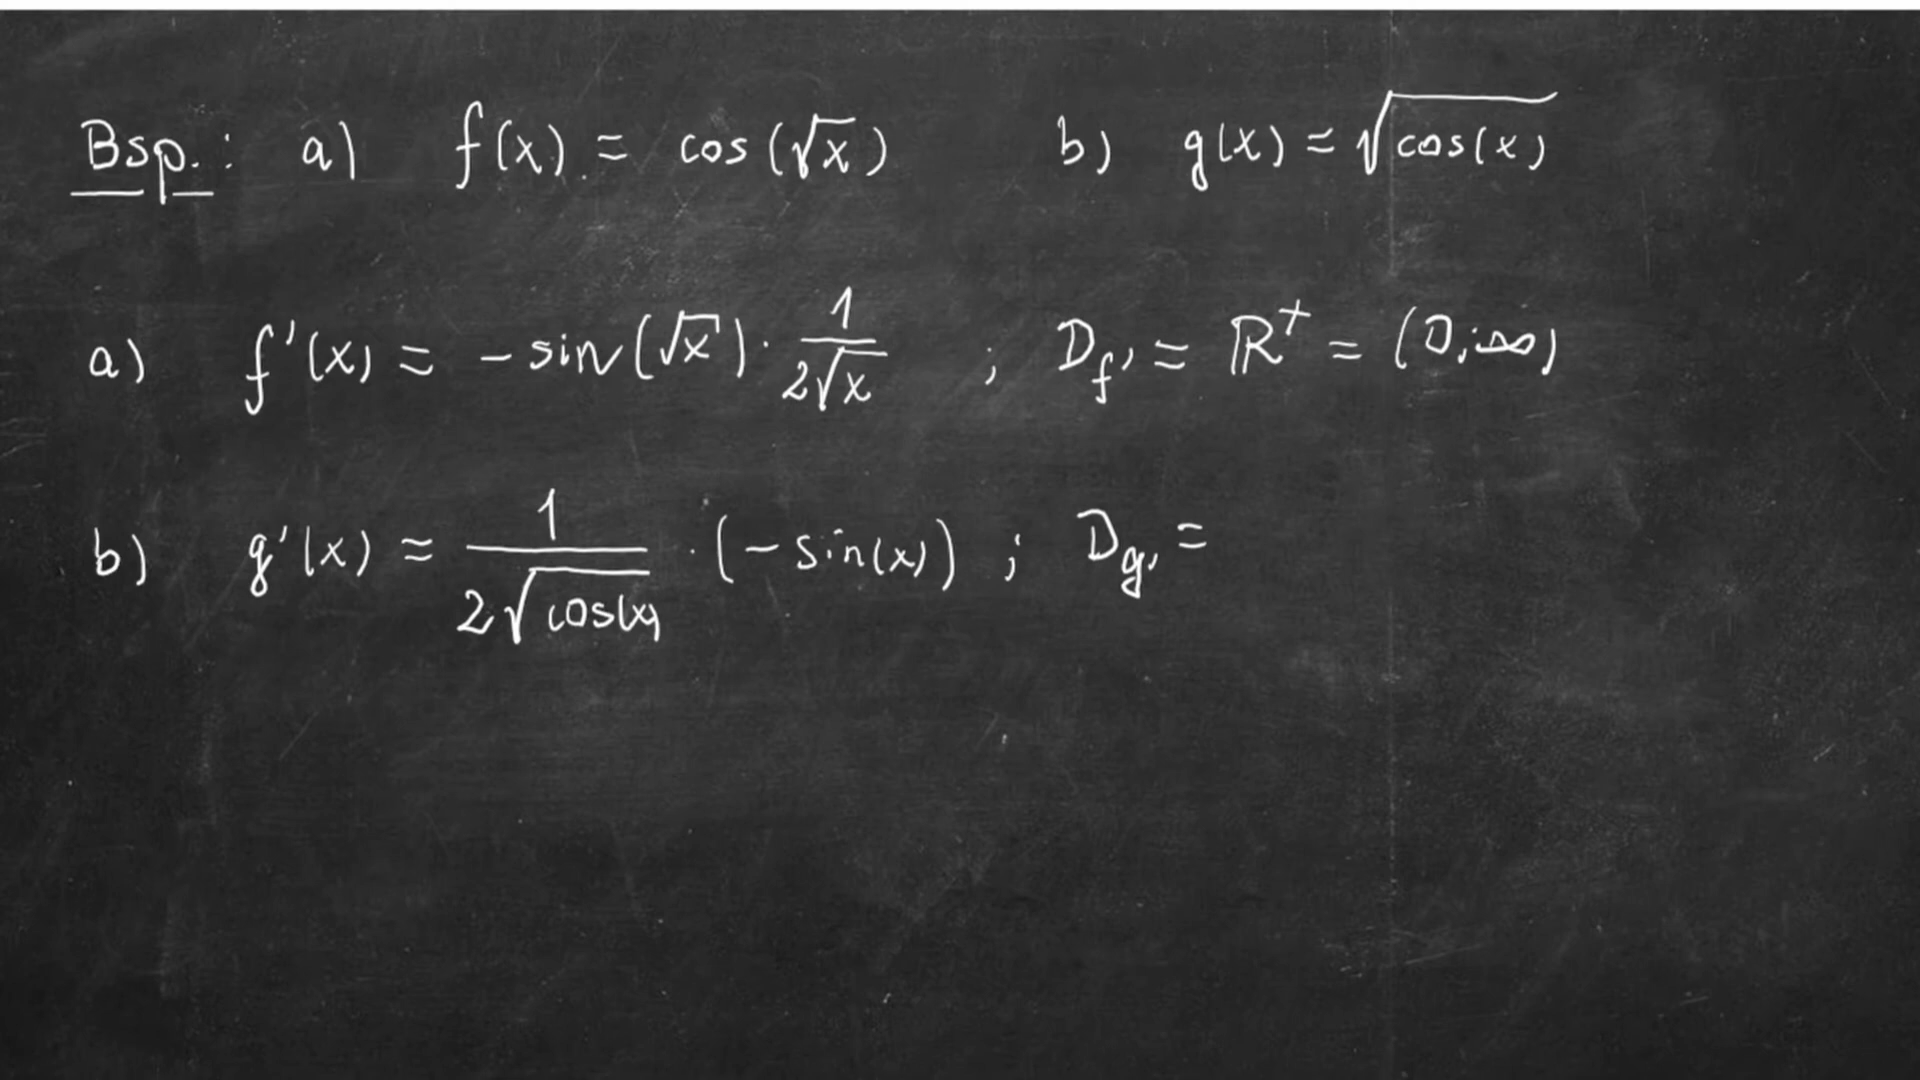 Bsp.: a) f(x) = cos(√x) b) g(x) = √cos(x)
a) f'(x) = -sin(√x) · 1/(2√x) ; D_f' = ℝ⁺ = (0;∞)
b) g'(x) = 1/(2√cos(x)) · (-sin(x)) ; D_g' =